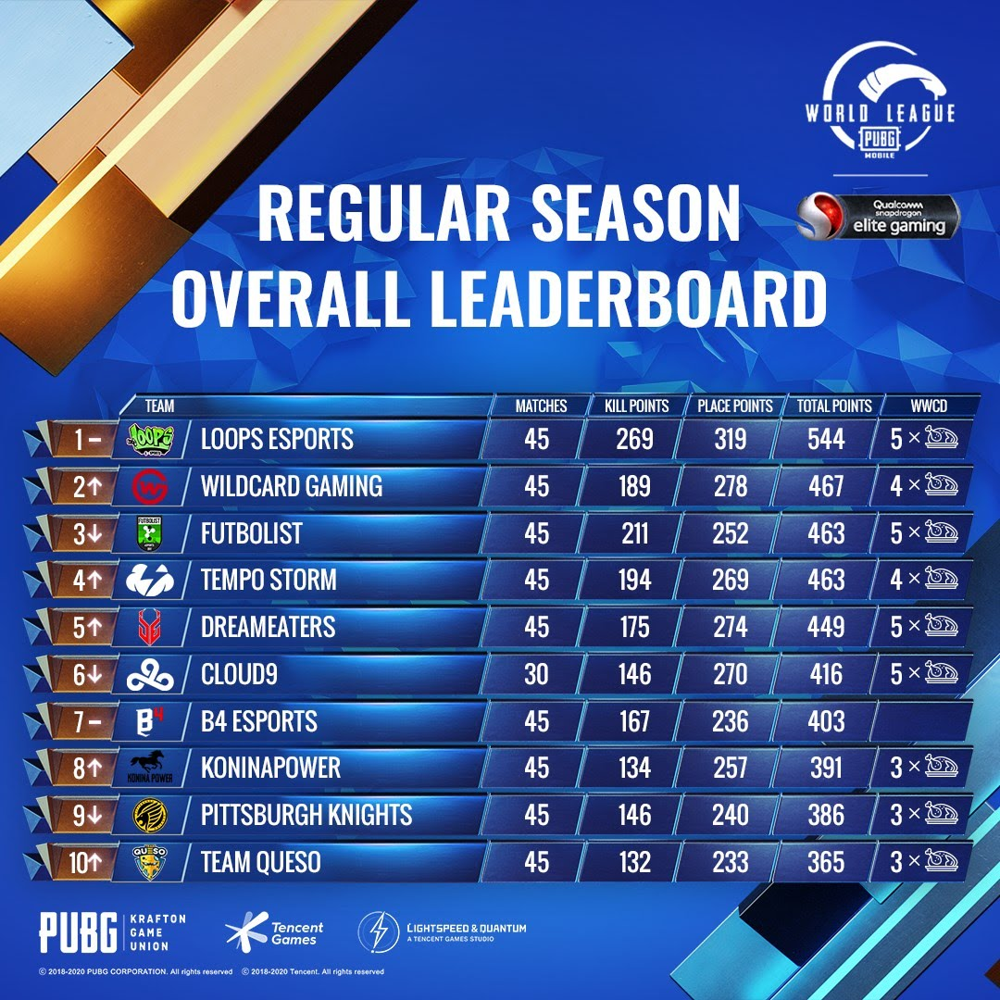 WORLD LEAGUE
PUBG
MOBILE
Qualcomm
snapdragon
elite gaming
REGULAR SEASON
OVERALL LEADERBOARD
TEAM MATCHES KILL POINTS PLACE POINTS TOTAL POINTS WWCD
1 – LOOPS ESPORTS 45 269 319 544 5 ×
2↑ WILDCARD GAMING 45 189 278 467 4 ×
3↓ FUTBOLIST FUTBOLIST 45 211 252 463 5 ×
4↑ TEMPO STORM 45 194 269 463 4 ×
5↑ DREAMEATERS 45 175 274 449 5 ×
6↓ CLOUD9 30 146 270 416 5 ×
7 – B4 B4 ESPORTS 45 167 236 403
8↑ KONINA POWER KONINAPOWER 45 134 257 391 3 ×
9↓ PITTSBURGH KNIGHTS 45 146 240 386 3 ×
10↑ QUESO TEAM QUESO 45 132 233 365 3 ×
PUBG
KRAFTON
GAME
UNION
Tencent
Games
LIGHTSPEED & QUANTUM
A TENCENT GAMES STUDIO
© 2018-2020 PUBG CORPORATION. All rights reserved © 2018-2020 Tencent. All rights reserved